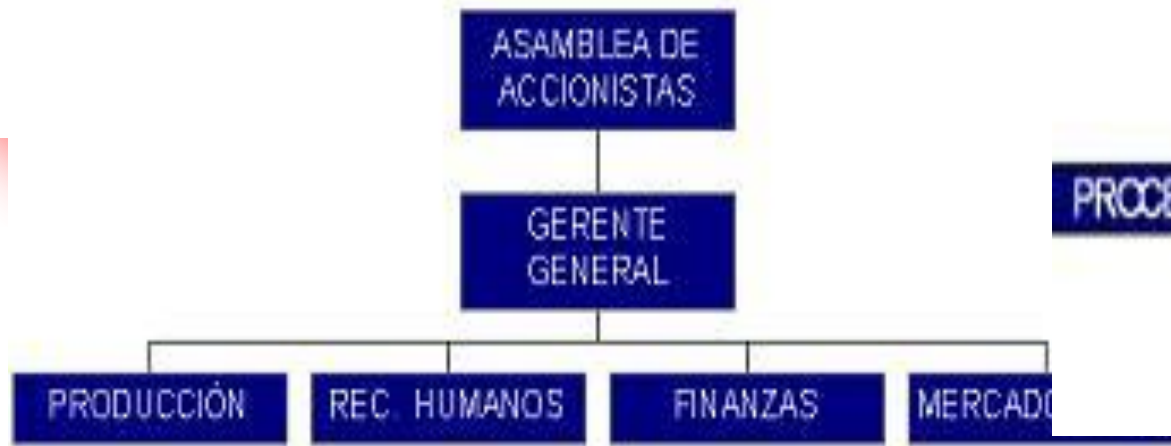 ASAMBLEA DE
ACCIONISTAS
GERENTE
GENERAL
PRODUCCIÓN
REC. HUMANOS
FINANZAS